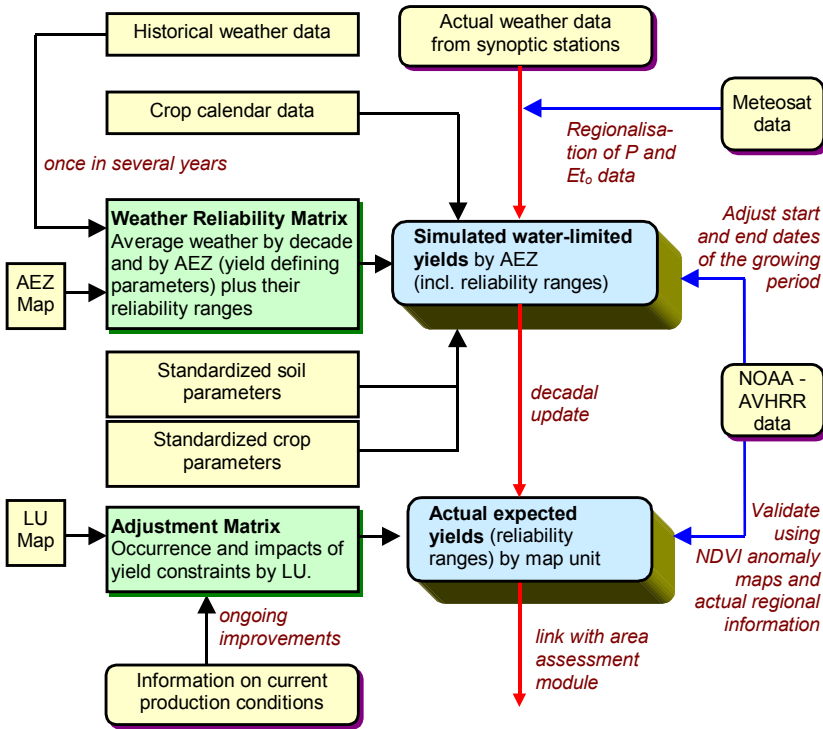 Historical weather data
Actual weather data
from synoptic stations
Crop calendar data
Meteosat
data
Regionalisa-
tion of P and
Eto data
once in several years
Weather Reliability Matrix
Average weather by decade
and by AEZ (yield defining
parameters) plus their
reliability ranges
AEZ
Map
Simulated water-limited
yields by AEZ
(incl. reliability ranges)
Adjust start
and end dates
of the growing
period
Standardized soil
parameters
Standardized crop
parameters
decadal
update
NOAA -
AVHRR
data
LU
Map
Adjustment Matrix
Occurrence and impacts of
yield constraints by LU.
Actual expected
yields (reliability
ranges) by map unit
Validate
using
NDVI anomaly
maps and
actual regional
information
ongoing
improvements
link with area
assessment
module
Information on current
production conditions